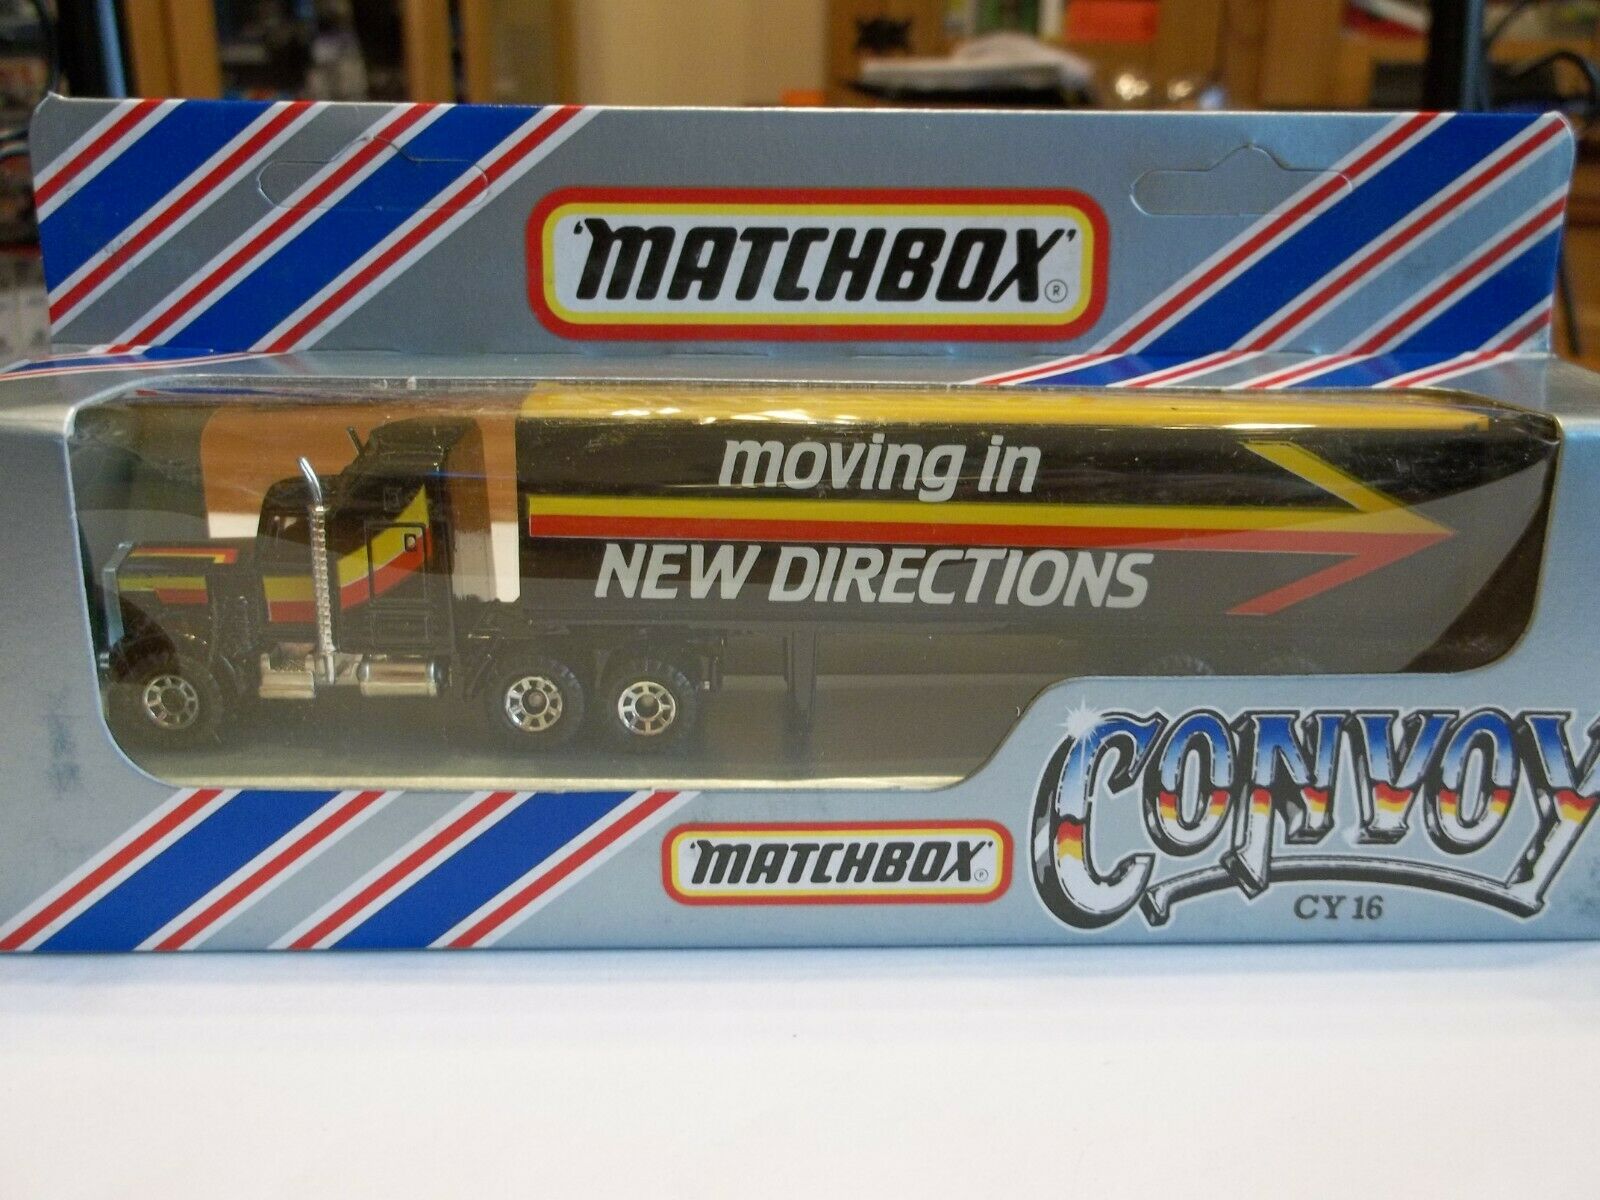 'MATCHBOX' ®
moving in
NEW DIRECTIONS
'MATCHBOX' ®
CONVOY
CY 16